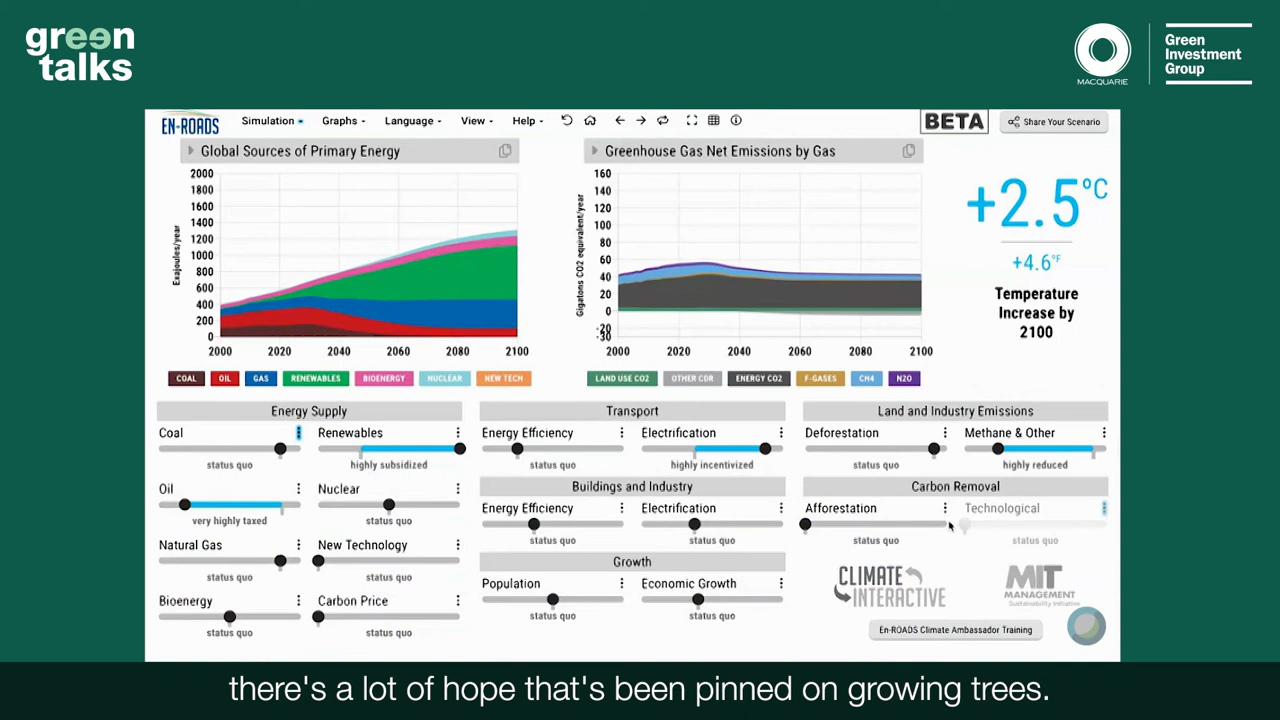 green
talks
MACQUARIE
Green
Investment
Group
EN-ROADS
Simulation
Graphs
Language
View
Help
BETA
Share Your Scenario
Global Sources of Primary Energy
Exajoules/year
2000
1800
1600
1400
1200
1000
800
600
400
200
0
2000 2020 2040 2060 2080 2100
COAL OIL GAS RENEWABLES BIOENERGY NUCLEAR NEW TECH
Greenhouse Gas Net Emissions by Gas
Gigatons CO2 equivalent/year
160
140
120
100
80
60
40
20
0
-20
-30
2000 2020 2040 2060 2080 2100
LAND USE CO2 OTHER CDR ENERGY CO2 F-GASES CH4 N2O
+2.5°C
+4.6°F
Temperature
Increase by
2100
Energy Supply
Coal
status quo
Renewables
highly subsidized
Oil
very highly taxed
Nuclear
status quo
Natural Gas
status quo
New Technology
status quo
Bioenergy
status quo
Carbon Price
status quo
Transport
Energy Efficiency
status quo
Electrification
highly incentivized
Buildings and Industry
Energy Efficiency
status quo
Electrification
status quo
Growth
Population
status quo
Economic Growth
status quo
Land and Industry Emissions
Deforestation
status quo
Methane & Other
highly reduced
Carbon Removal
Afforestation
status quo
Technological
status quo
CLIMATE
INTERACTIVE
MIT
MANAGEMENT
Sustainability Initiative
En-ROADS Climate Ambassador Training
there's a lot of hope that's been pinned on growing trees.